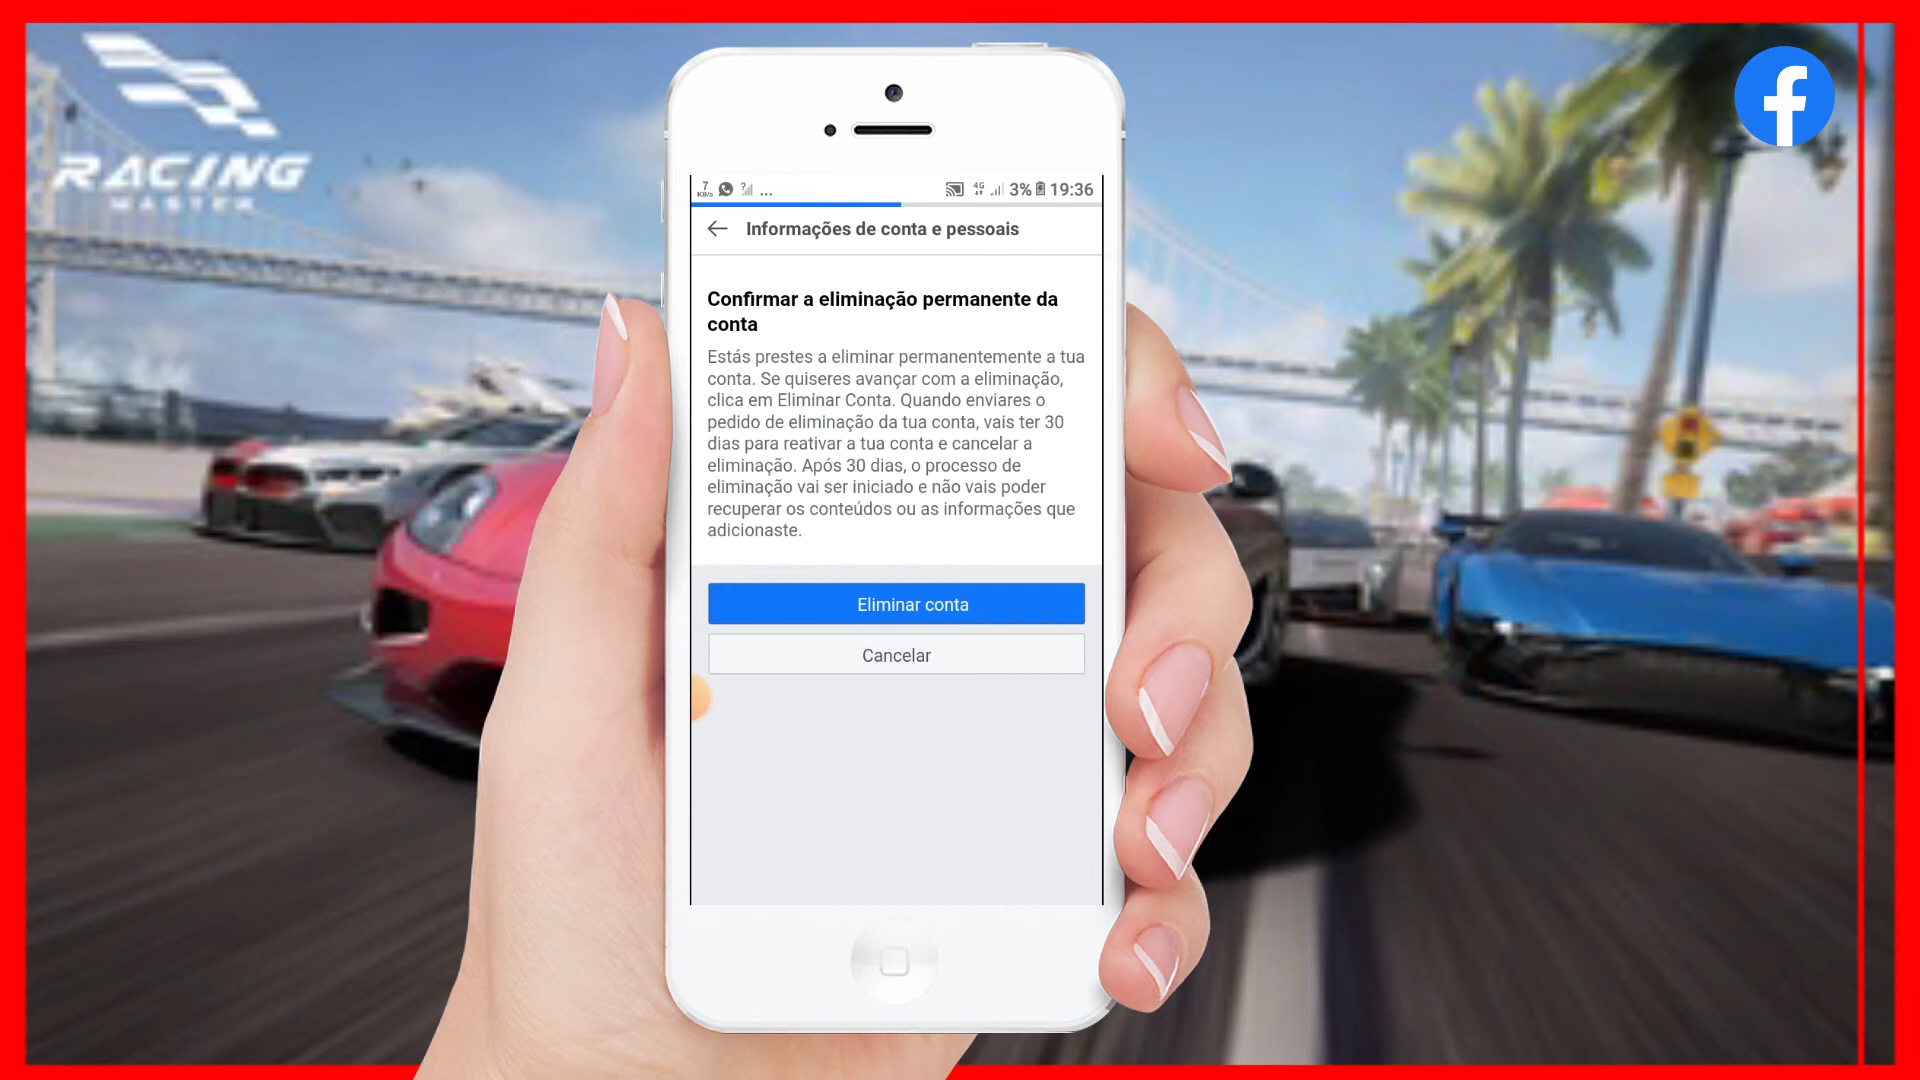 RACING
MASTER
7
KB/s
?
...
4G
3%
19:36
Informações de conta e pessoais
Confirmar a eliminação permanente da
conta
Estás prestes a eliminar permanentemente a tua
conta. Se quiseres avançar com a eliminação,
clica em Eliminar Conta. Quando enviares o
pedido de eliminação da tua conta, vais ter 30
dias para reativar a tua conta e cancelar a
eliminação. Após 30 dias, o processo de
eliminação vai ser iniciado e não vais poder
recuperar os conteúdos ou as informações que
adicionaste.
Eliminar conta
Cancelar